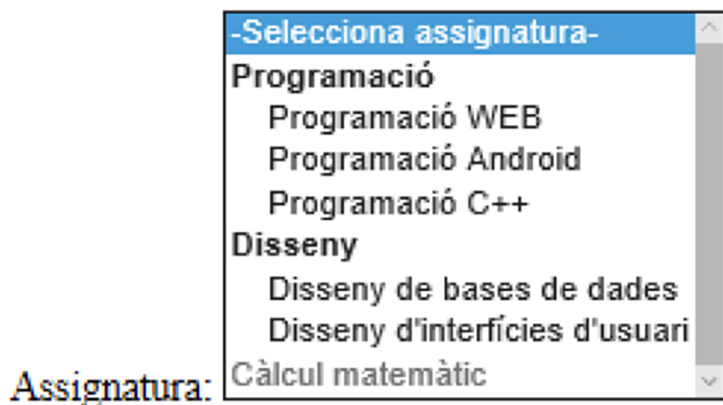 -Selecciona assignatura-
Programació
Programació WEB
Programació Android
Programació C++
Disseny
Disseny de bases de dades
Disseny d'interfícies d'usuari
Assignatura: Càlcul matemàtic